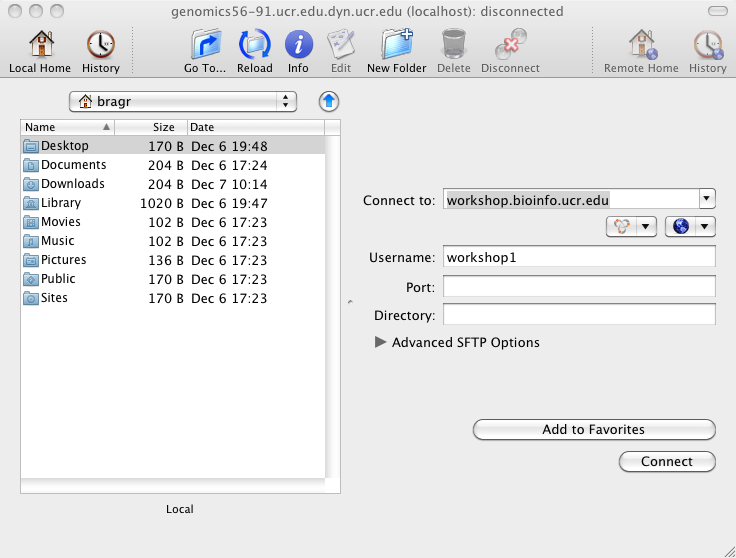 genomics56-91.ucr.edu.dyn.ucr.edu (localhost): disconnected
Local Home History Go To... Reload Info Edit New Folder Delete Disconnect Remote Home History
bragr
Name Size Date
Desktop 170 B Dec 6 19:48
Documents 204 B Dec 6 17:24
Downloads 204 B Dec 7 10:14
Library 1020 B Dec 6 19:47
Movies 102 B Dec 6 17:23
Music 102 B Dec 6 17:23
Pictures 136 B Dec 6 17:23
Public 170 B Dec 6 17:23
Sites 170 B Dec 6 17:23
Local
Connect to: workshop.bioinfo.ucr.edu
Username: workshop1
Port:
Directory:
Advanced SFTP Options
Add to Favorites
Connect